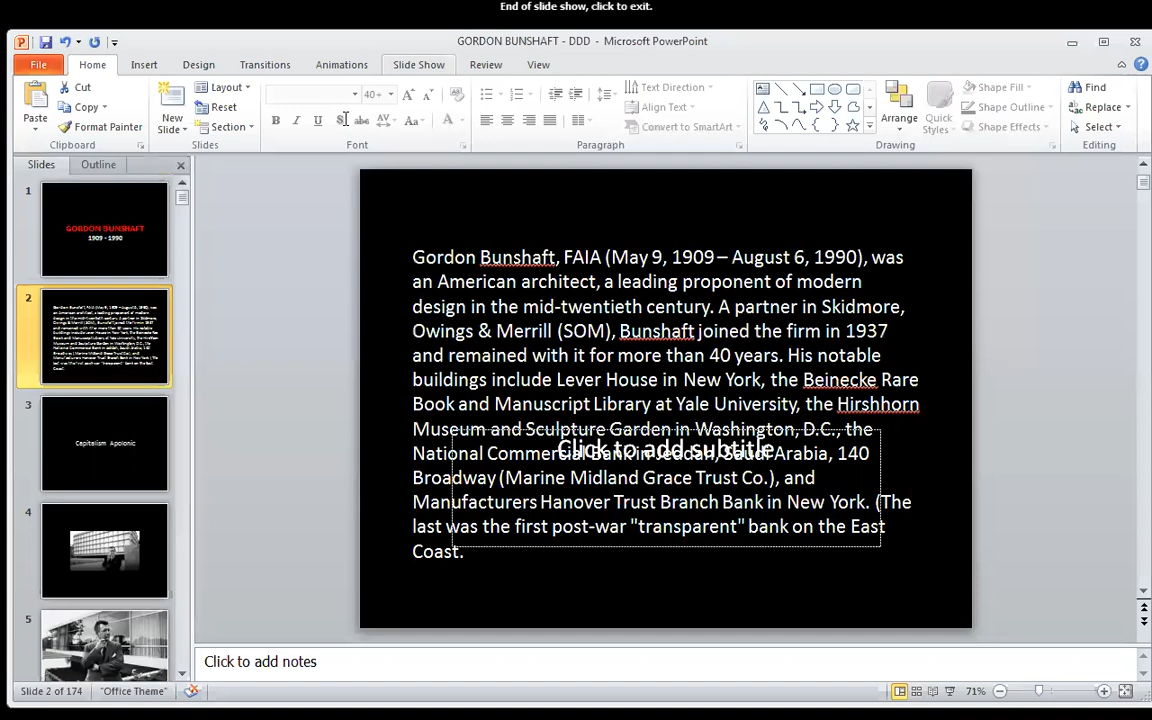 End of slide show, click to exit.
GORDON BUNSHAFT - DDD - Microsoft PowerPoint
File Home Insert Design Transitions Animations Slide Show Review View
Paste
Cut
Copy
Format Painter
Clipboard
New
Slide
Layout
Reset
Section
Slides
40
Font
Text Direction
Align Text
Convert to SmartArt
Paragraph
Arrange
Quick
Styles
Shape Fill
Shape Outline
Shape Effects
Drawing
Find
Replace
Select
Editing
Slides Outline
1
GORDON BUNSHAFT
1909 - 1990
2
3
Capitalism Apolonic
4
5
Gordon Bunshaft, FAIA (May 9, 1909 – August 6, 1990), was
an American architect, a leading proponent of modern
design in the mid-twentieth century. A partner in Skidmore,
Owings & Merrill (SOM), Bunshaft joined the firm in 1937
and remained with it for more than 40 years. His notable
buildings include Lever House in New York, the Beinecke Rare
Book and Manuscript Library at Yale University, the Hirshhorn
Museum and Sculpture Garden in Washington, D.C., the
Click to add subtitle
National Commercial Bank in Jeddah, Saudi Arabia, 140
Broadway (Marine Midland Grace Trust Co.), and
Manufacturers Hanover Trust Branch Bank in New York. (The
last was the first post-war "transparent" bank on the East
Coast.
Click to add notes
Slide 2 of 174 "Office Theme" 71%